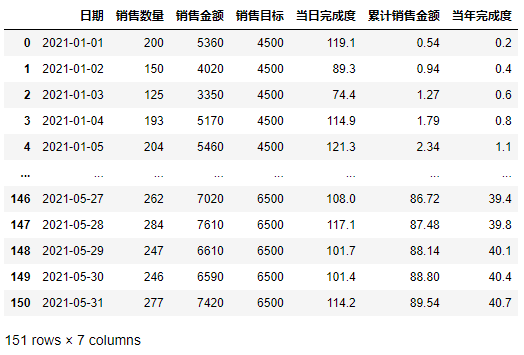 日期 销售数量 销售金额 销售目标 当日完成度 累计销售金额 当年完成度
0 2021-01-01 200 5360 4500 119.1 0.54 0.2
1 2021-01-02 150 4020 4500 89.3 0.94 0.4
2 2021-01-03 125 3350 4500 74.4 1.27 0.6
3 2021-01-04 193 5170 4500 114.9 1.79 0.8
4 2021-01-05 204 5460 4500 121.3 2.34 1.1
... ... ... ... ... ... ... ...
146 2021-05-27 262 7020 6500 108.0 86.72 39.4
147 2021-05-28 284 7610 6500 117.1 87.48 39.8
148 2021-05-29 247 6610 6500 101.7 88.14 40.1
149 2021-05-30 246 6590 6500 101.4 88.80 40.4
150 2021-05-31 277 7420 6500 114.2 89.54 40.7
151 rows × 7 columns